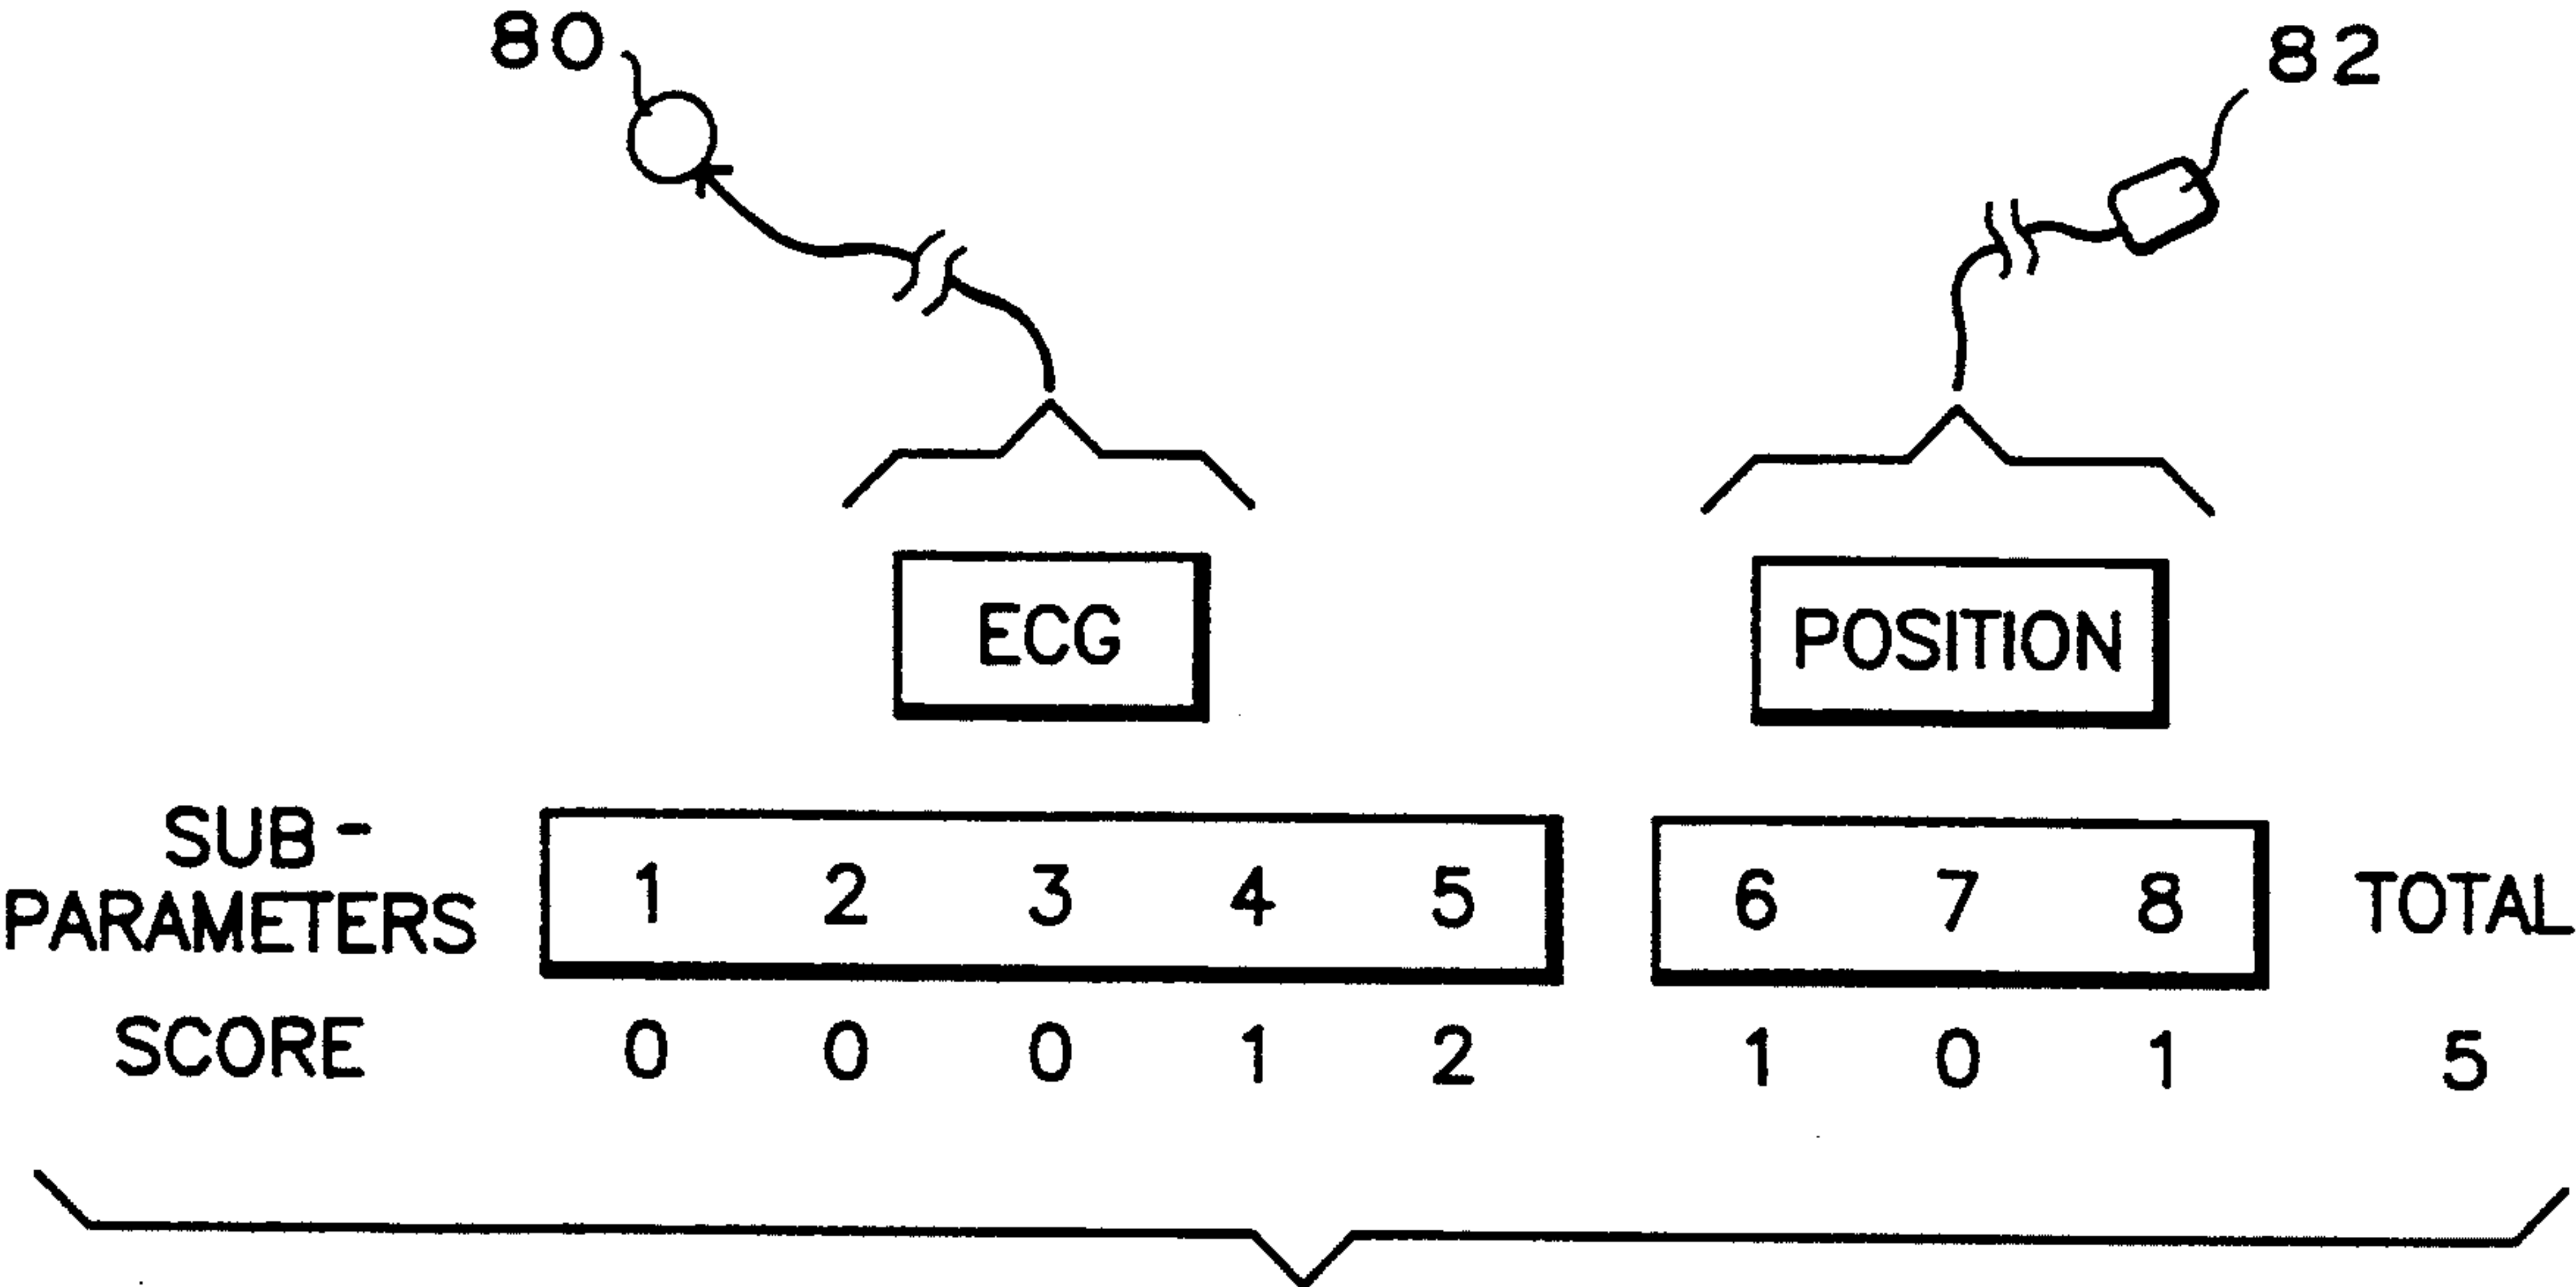 80
82
ECG
POSITION
SUB-
PARAMETERS
1 2 3 4 5 6 7 8 TOTAL
SCORE 0 0 0 1 2 1 0 1 5